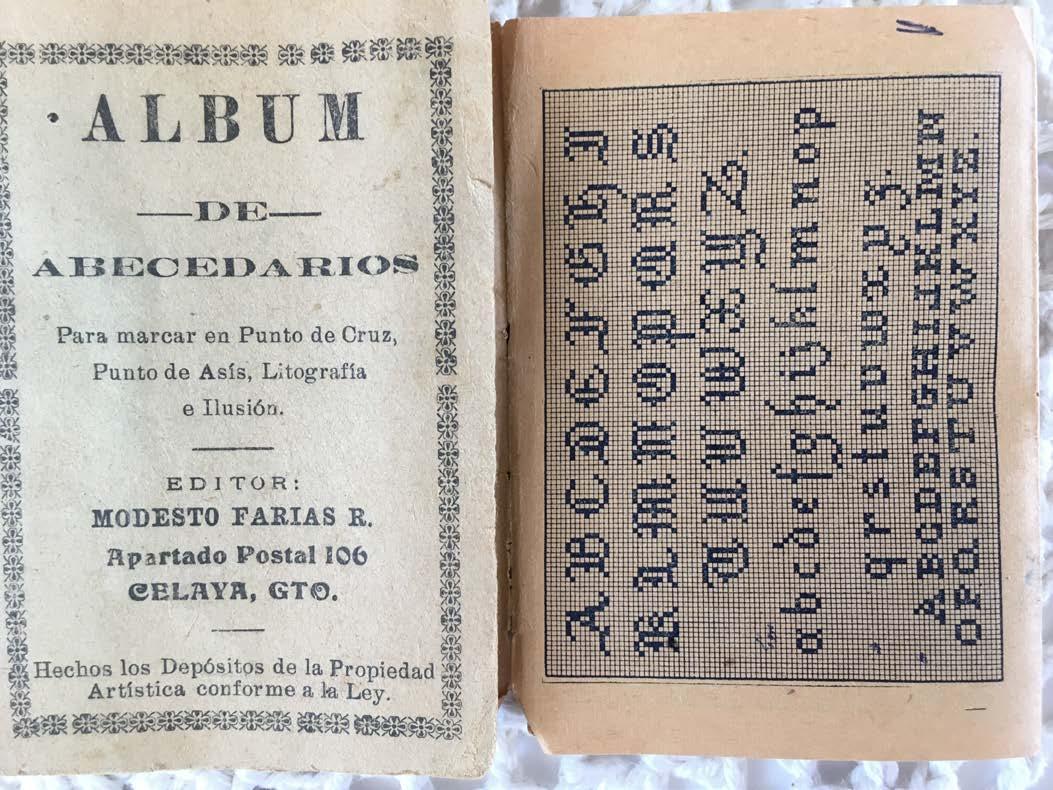 ALBUM
—DE—
ABECEDARIOS
Para marcar en Punto de Cruz,
Punto de Asís, Litografía
e Ilusión.
EDITOR:
MODESTO FARIAS R.
Apartado Postal 106
CELAYA, GTO.
Hechos los Depósitos de la Propiedad
Artística conforme a la Ley.
A B C D E F G H I
K L M N O P Q R S
T U V W X Y Z.
a b c d e f g h i j k l m n o p
q r s t u v w x y z.
A B C D E F G H I J K L M N
O P Q R S T U V W X Y Z.